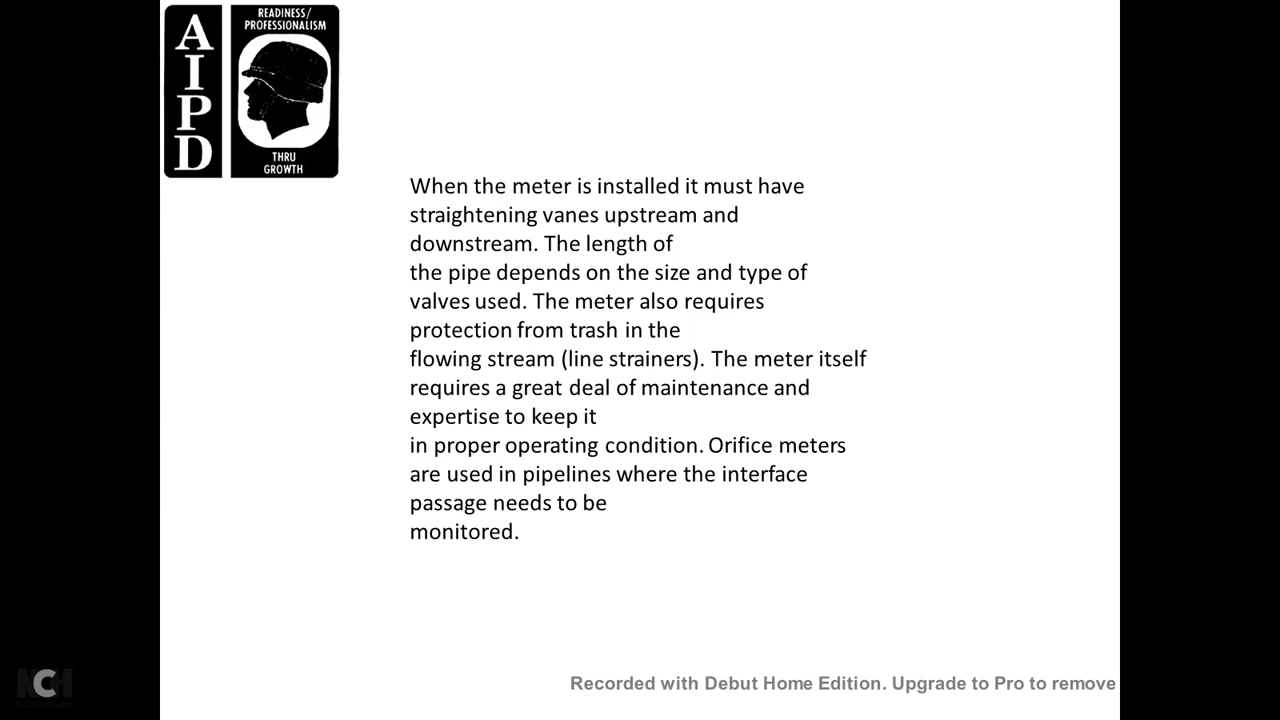 AIPD
READINESS/
PROFESSIONALISM
THRU
GROWTH
When the meter is installed it must have
straightening vanes upstream and
downstream. The length of
the pipe depends on the size and type of
valves used. The meter also requires
protection from trash in the
flowing stream (line strainers). The meter itself
requires a great deal of maintenance and
expertise to keep it
in proper operating condition. Orifice meters
are used in pipelines where the interface
passage needs to be
monitored.
NCH
NCH Software
Recorded with Debut Home Edition. Upgrade to Pro to remove